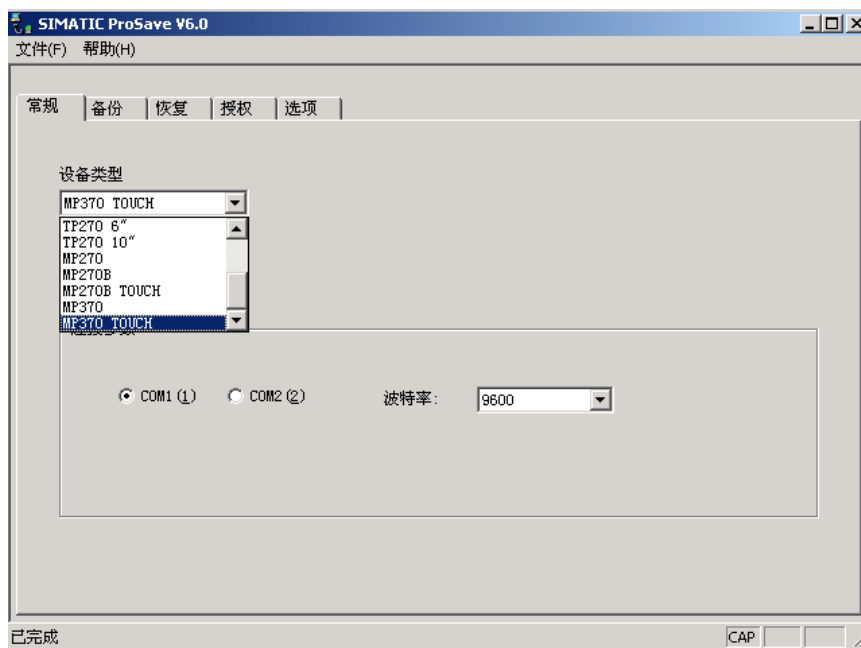 SIMATIC ProSave V6.0
文件(F) 帮助(H)
常规 备份 恢复 授权 选项
设备类型
MP370 TOUCH
TP270 6"
TP270 10"
MP270
MP270B
MP270B TOUCH
MP370
MP370 TOUCH
COM1(1) COM2(2) 波特率: 9600
已完成 CAP